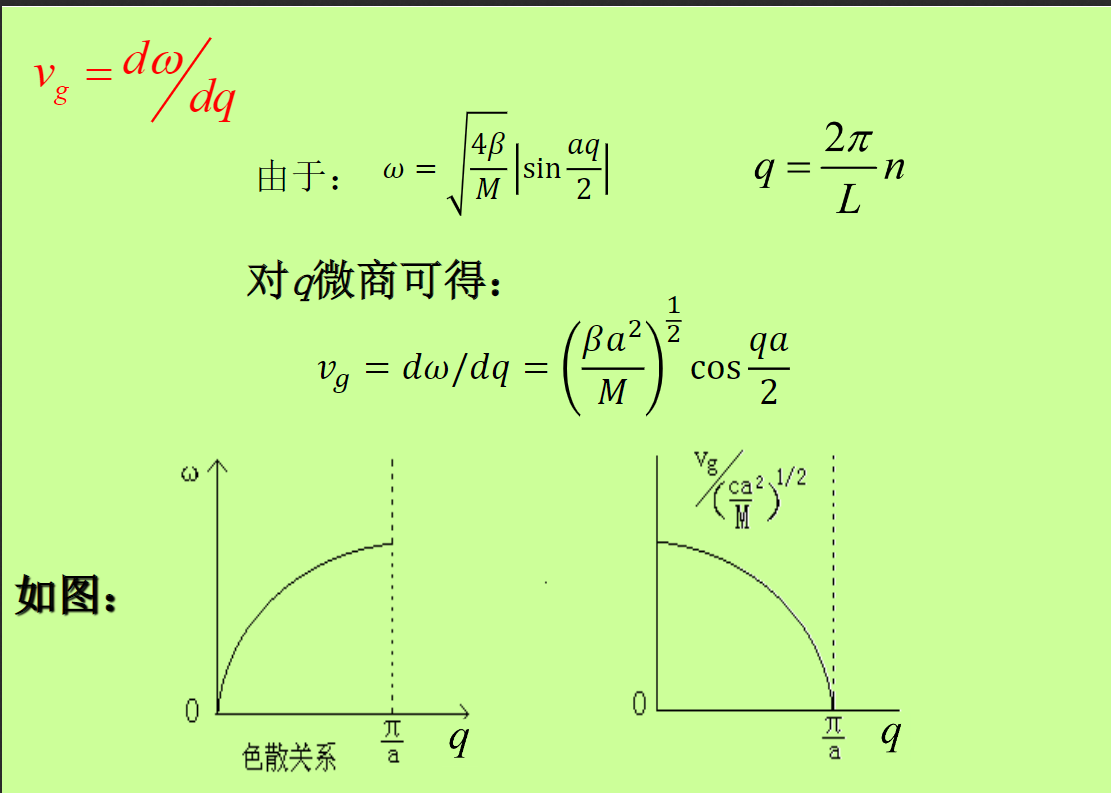 v_g = dω/dq
由于： ω = √(4β/M) |sin aq/2| q = 2π/L n
对q微商可得：
v_g = dω/dq = (βa²/M)^(1/2) cos qa/2
ω
v_g/(ca²/M)^1/2
如图：
0 π/a q
色散关系
0 π/a q